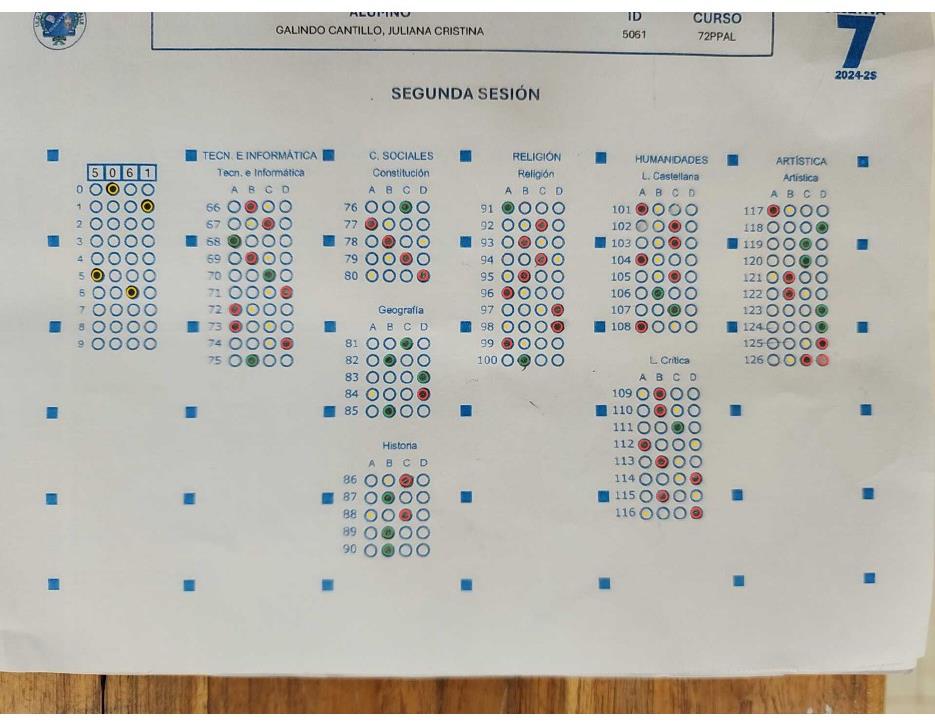 ALUMNO
GALINDO CANTILLO, JULIANA CRISTINA
ID
5061
CURSO
72PPAL
7
2024-2S
SEGUNDA SESIÓN
5 0 6 1
0
1
2
3
4
5
6
7
8
9
TECN. E INFORMÁTICA
Tecn. e Informática
A B C D
66
67
68
69
70
71
72
73
74
75
C. SOCIALES
Constitución
A B C D
76
77
78
79
80
Geografía
A B C D
81
82
83
84
85
Historia
A B C D
86
87
88
89
90
RELIGIÓN
Religión
A B C D
91
92
93
94
95
96
97
98
99
100
HUMANIDADES
L. Castellana
A B C D
101
102
103
104
105
106
107
108
L. Crítica
A B C D
109
110
111
112
113
114
115
116
ARTÍSTICA
Artística
A B C D
117
118
119
120
121
122
123
124
125
126